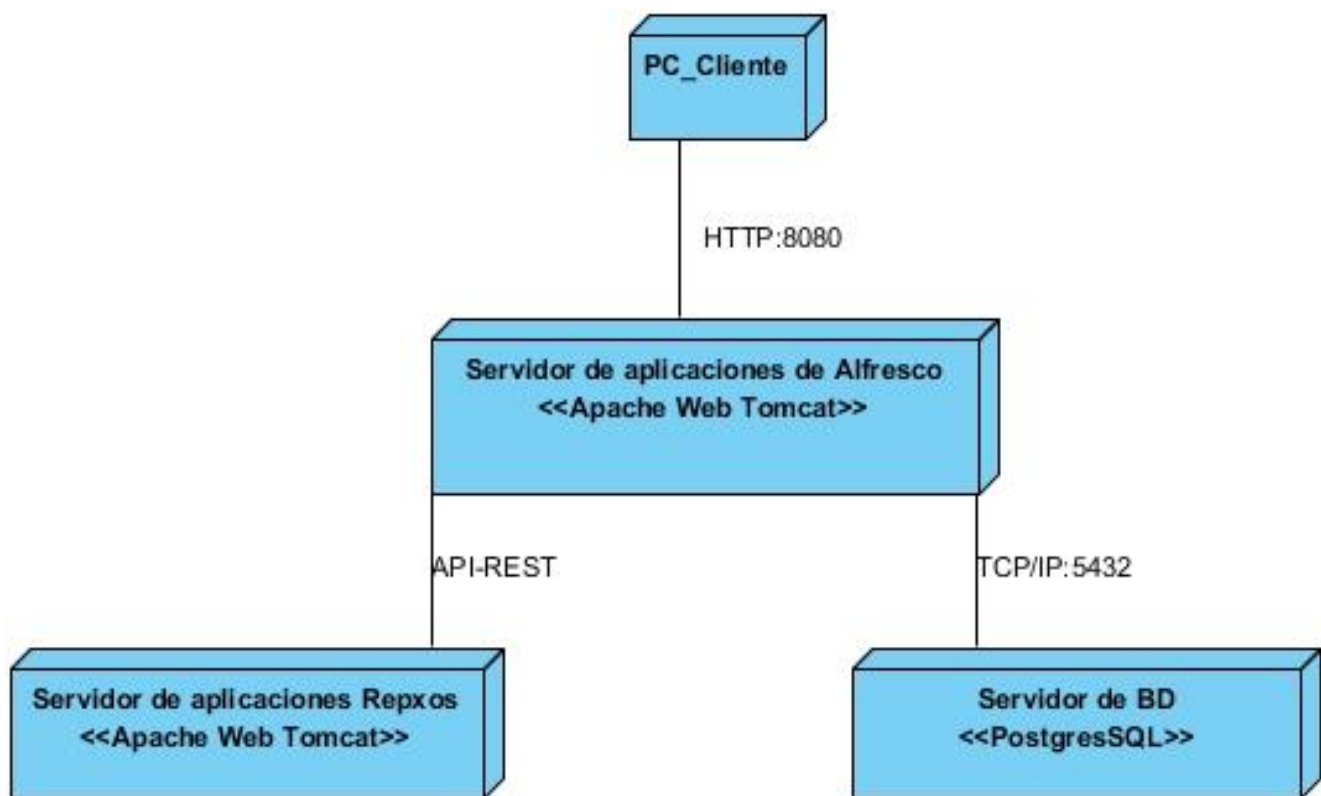 PC_Cliente
HTTP:8080
Servidor de aplicaciones de Alfresco
<<Apache Web Tomcat>>
API-REST
TCP/IP:5432
Servidor de aplicaciones Repxos
<<Apache Web Tomcat>>
Servidor de BD
<<PostgresSQL>>